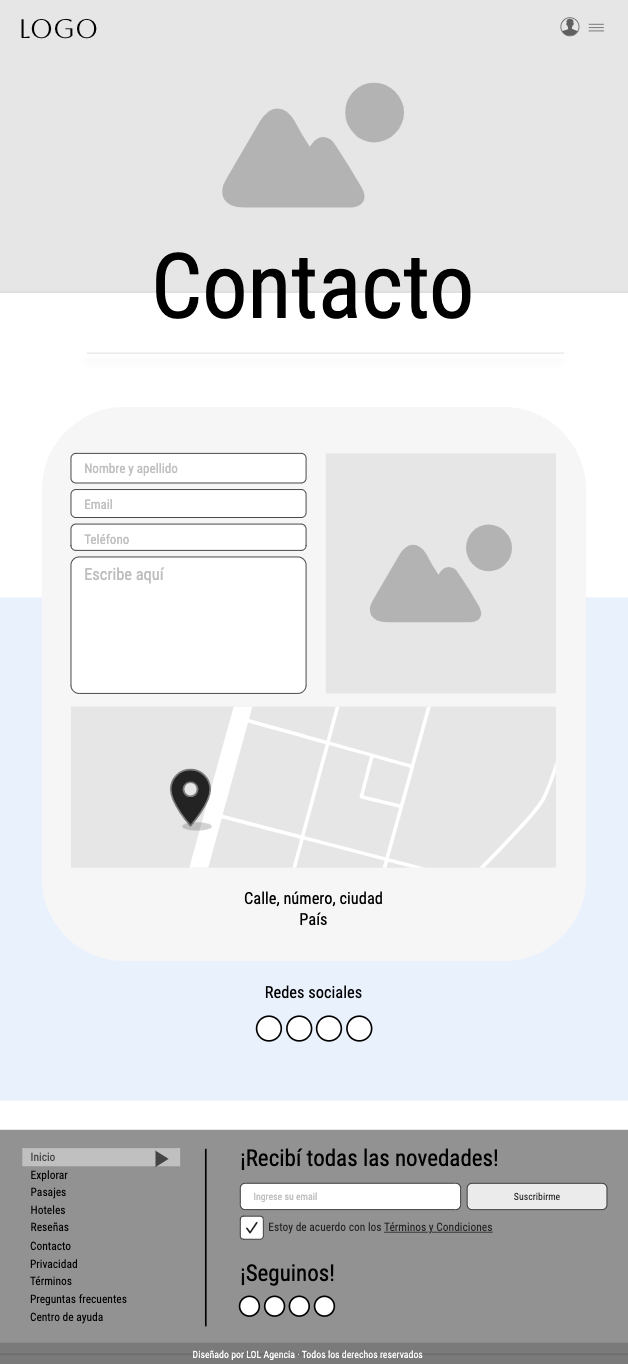 LOGO
Contacto
Nombre y apellido
Email
Teléfono
Escribe aquí
Calle, número, ciudad
País
Redes sociales
Inicio
Explorar
Pasajes
Hoteles
Reseñas
Contacto
Privacidad
Términos
Preguntas frecuentes
Centro de ayuda
¡Recibí todas las novedades!
Ingrese su email
Suscribirme
Estoy de acuerdo con los Términos y Condiciones
¡Seguinos!
Diseñado por LOL Agencia · Todos los derechos reservados